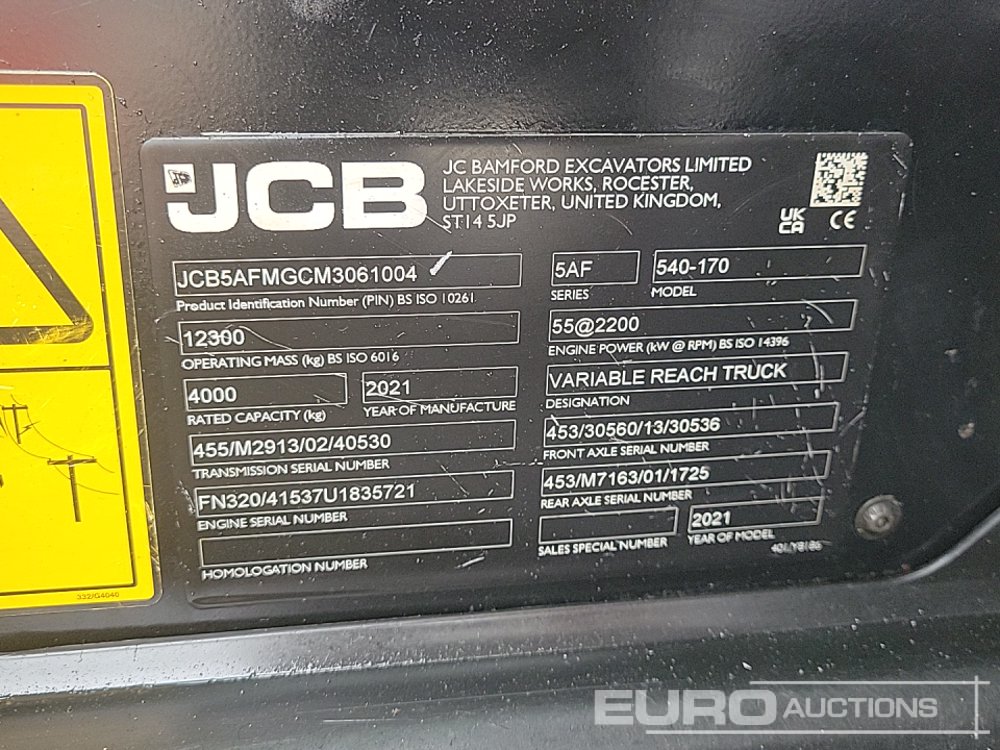 JCB
JC BAMFORD EXCAVATORS LIMITED
LAKESIDE WORKS, ROCESTER,
UTTOXETER, UNITED KINGDOM,
ST14 5JP
UK
CA
CE
JCB5AFMGCM3061004
Product Identification Number (PIN) BS ISO 10261
5AF
SERIES
540-170
MODEL
12300
OPERATING MASS (kg) BS ISO 6016
55@2200
ENGINE POWER (kW @ RPM) BS ISO 14396
4000
RATED CAPACITY (kg)
2021
YEAR OF MANUFACTURE
VARIABLE REACH TRUCK
DESIGNATION
455/M2913/02/40530
TRANSMISSION SERIAL NUMBER
453/30560/13/30536
FRONT AXLE SERIAL NUMBER
FN320/41537U1835721
ENGINE SERIAL NUMBER
453/M7163/01/1725
REAR AXLE SERIAL NUMBER
HOMOLOGATION NUMBER
SALES SPECIAL NUMBER
2021
YEAR OF MODEL
332/G4040
EURO AUCTIONS